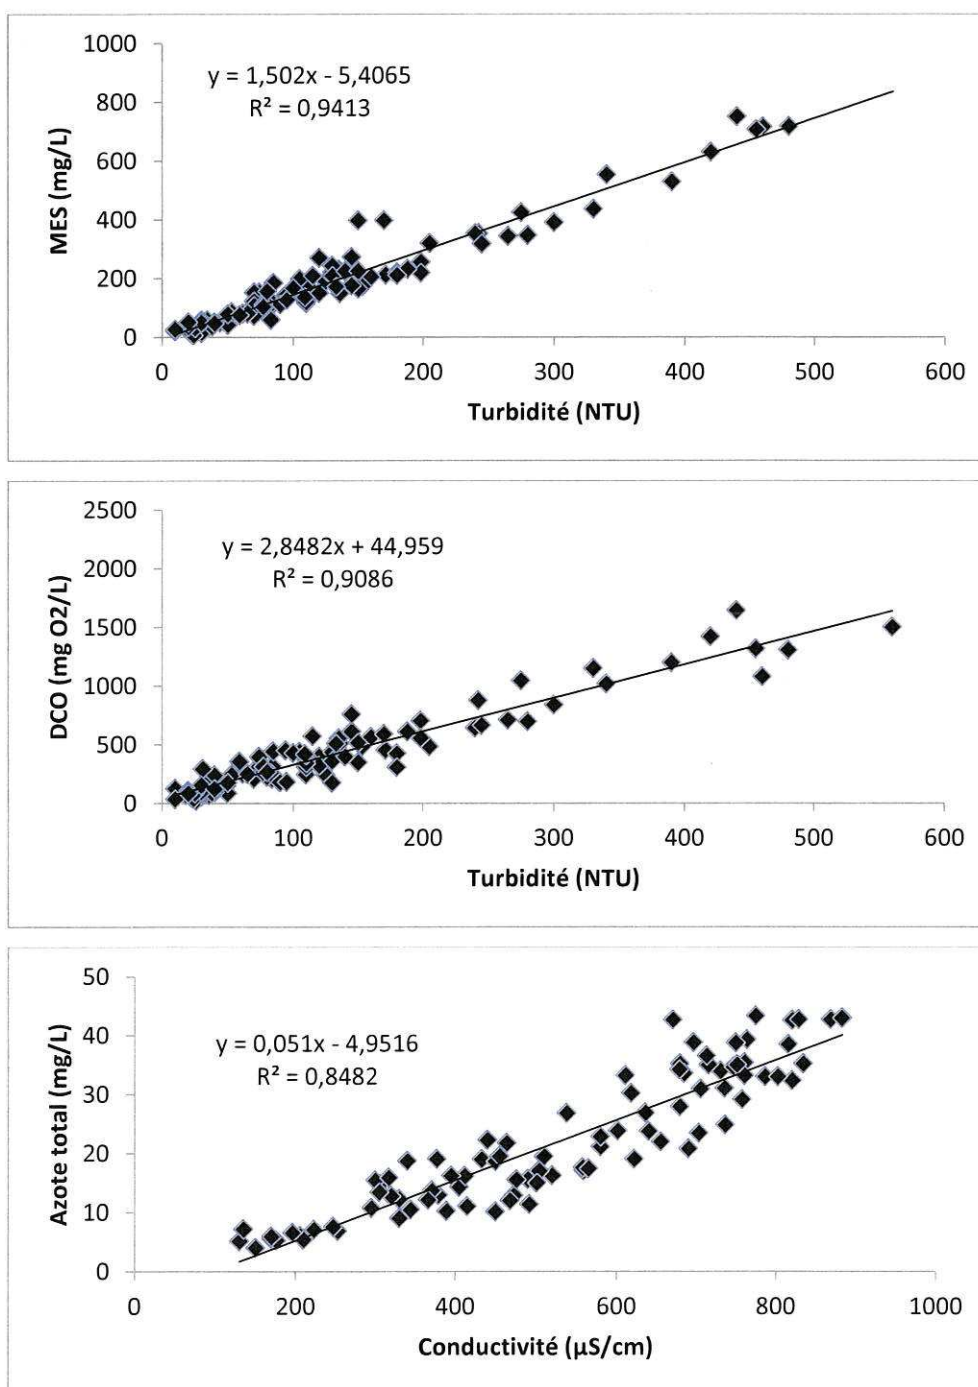 1000
800
600
400
200
0
MES (mg/L)
y = 1,502x - 5,4065
R² = 0,9413
0 100 200 300 400 500 600
Turbidité (NTU)
2500
2000
1500
1000
500
0
DCO (mg O2/L)
y = 2,8482x + 44,959
R² = 0,9086
0 100 200 300 400 500 600
Turbidité (NTU)
50
40
30
20
10
0
Azote total (mg/L)
y = 0,051x - 4,9516
R² = 0,8482
0 200 400 600 800 1000
Conductivité (µS/cm)